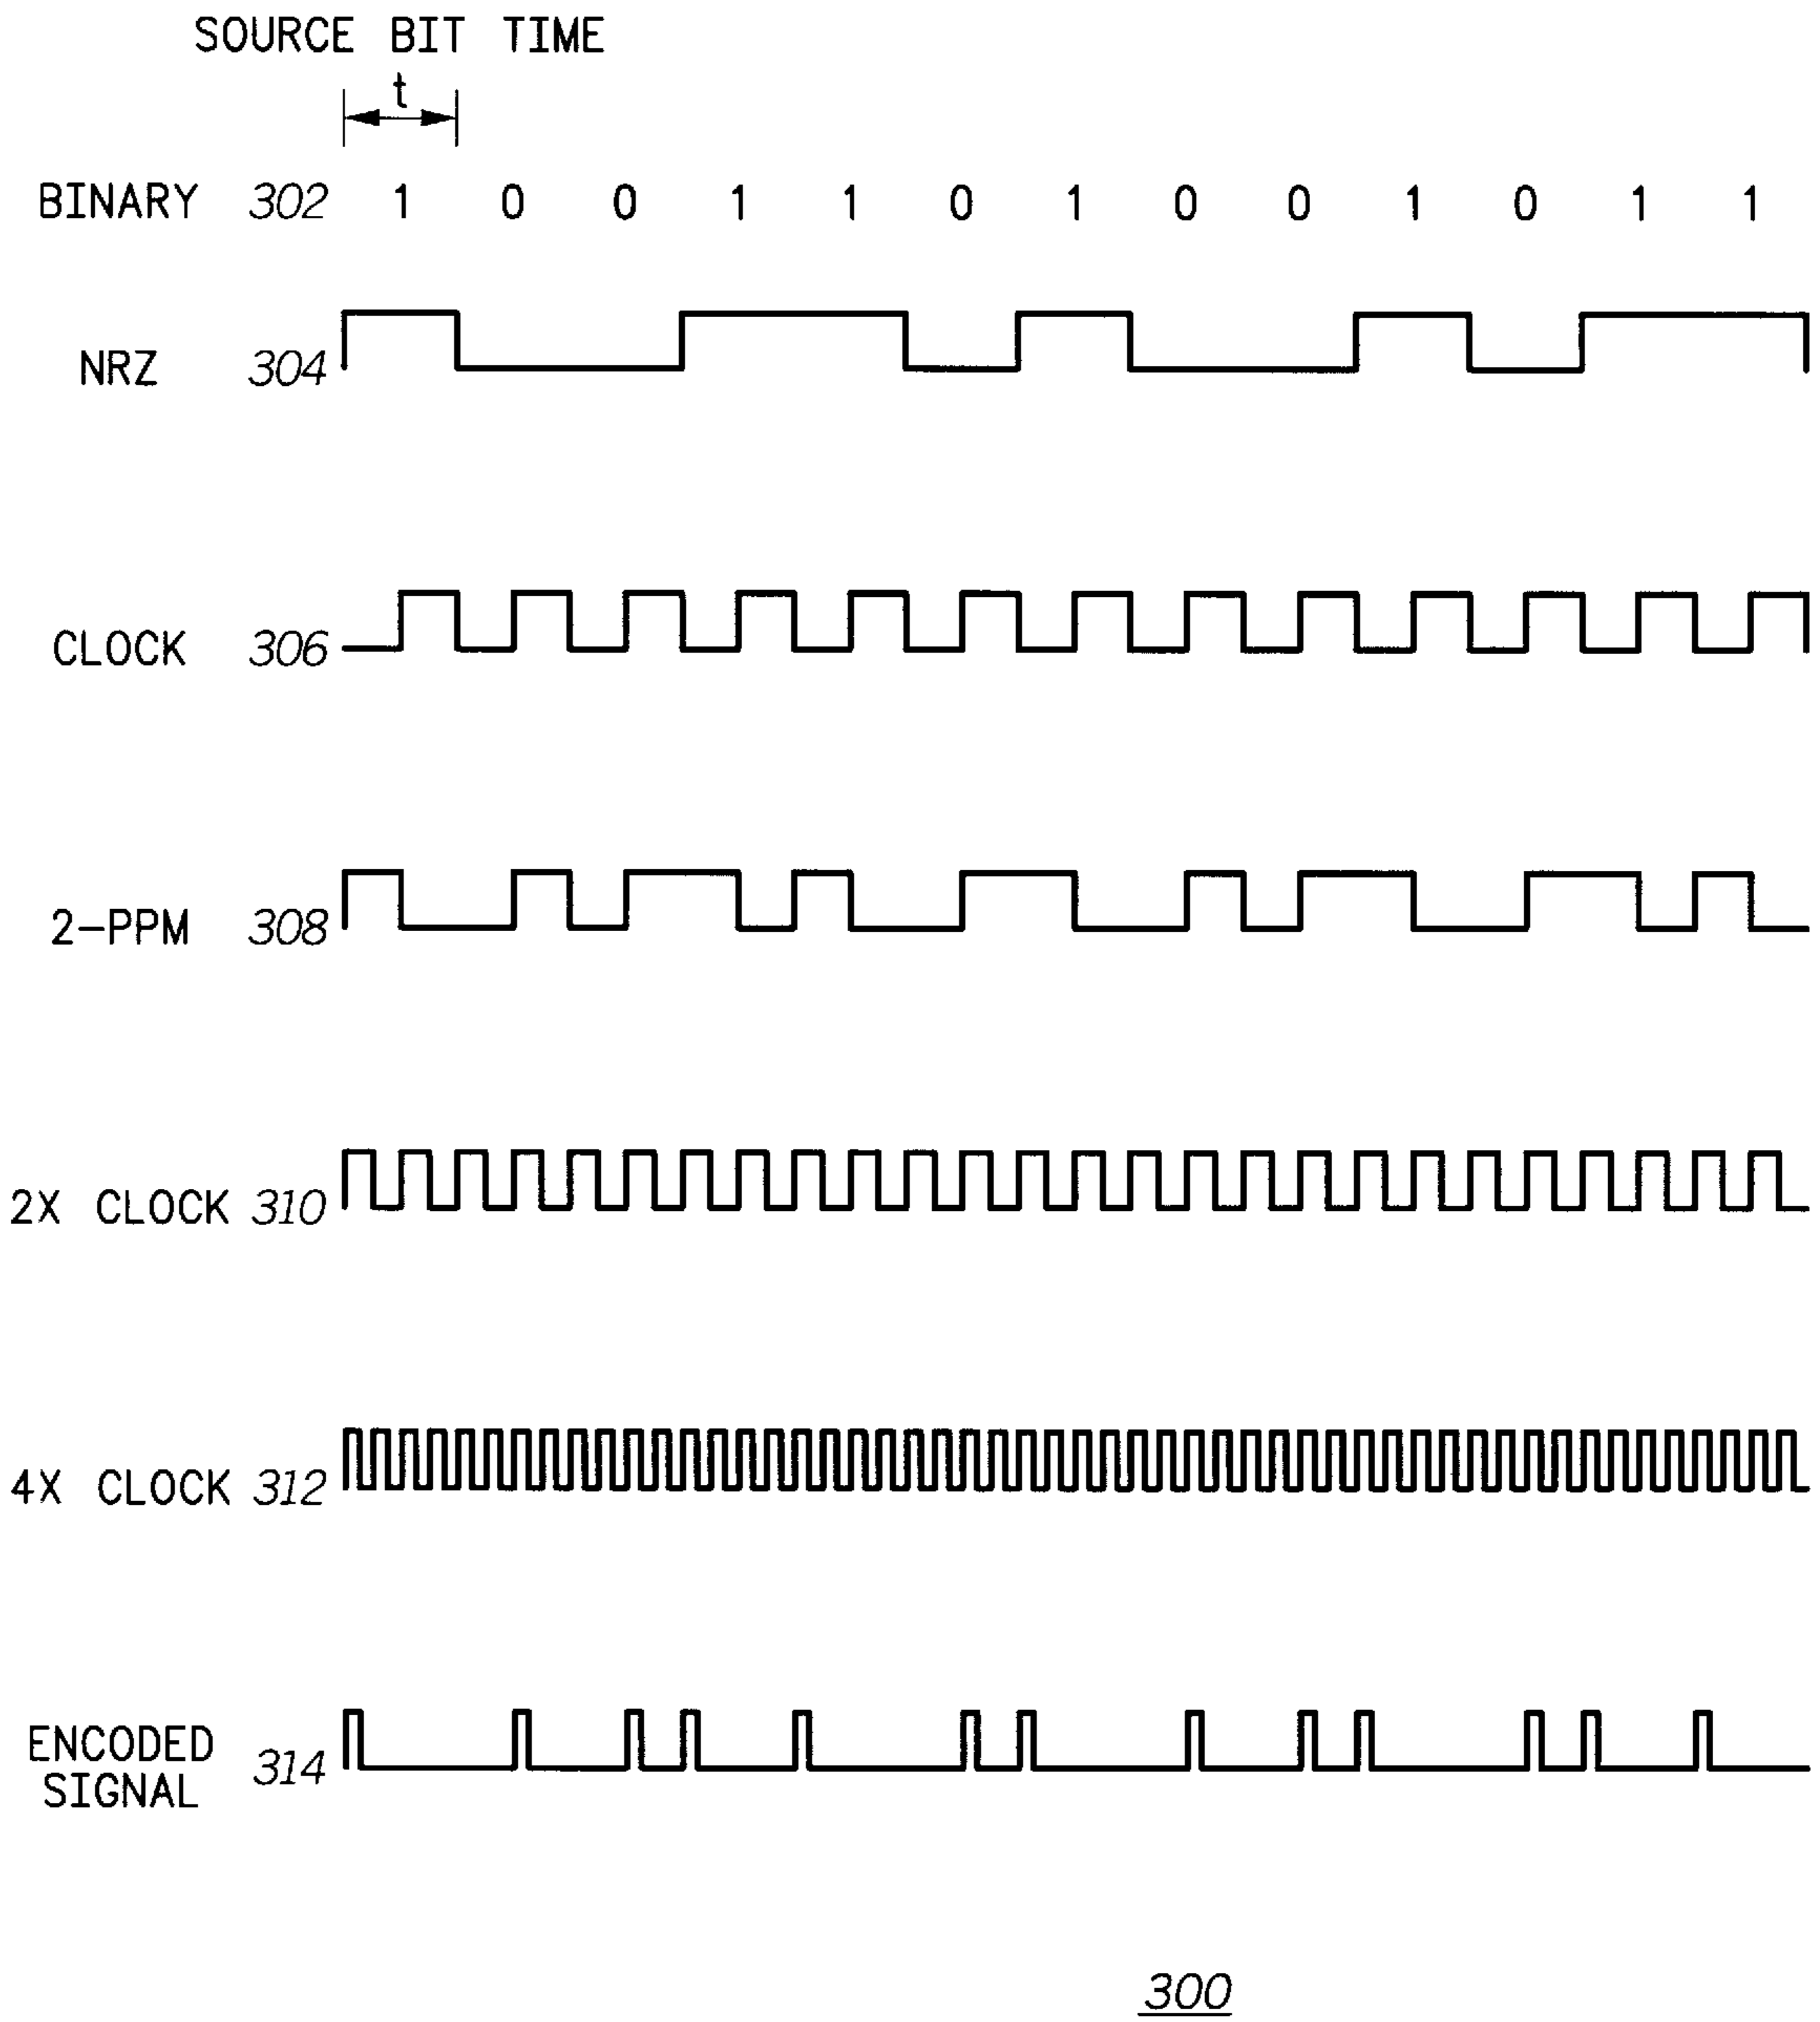 SOURCE BIT TIME
t
BINARY 302 1 0 0 1 1 0 1 0 0 1 0 1 1
NRZ 304
CLOCK 306
2-PPM 308
2X CLOCK 310
4X CLOCK 312
ENCODED
SIGNAL 314
300